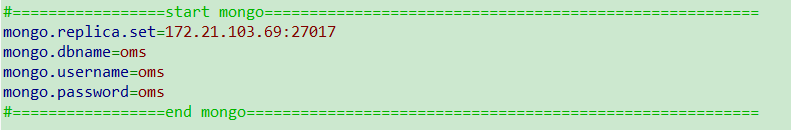 #=================start mongo=======================================================
mongo.replica.set=172.21.103.69:27017
mongo.dbname=oms
mongo.username=oms
mongo.password=oms
#=================end mongo=========================================================